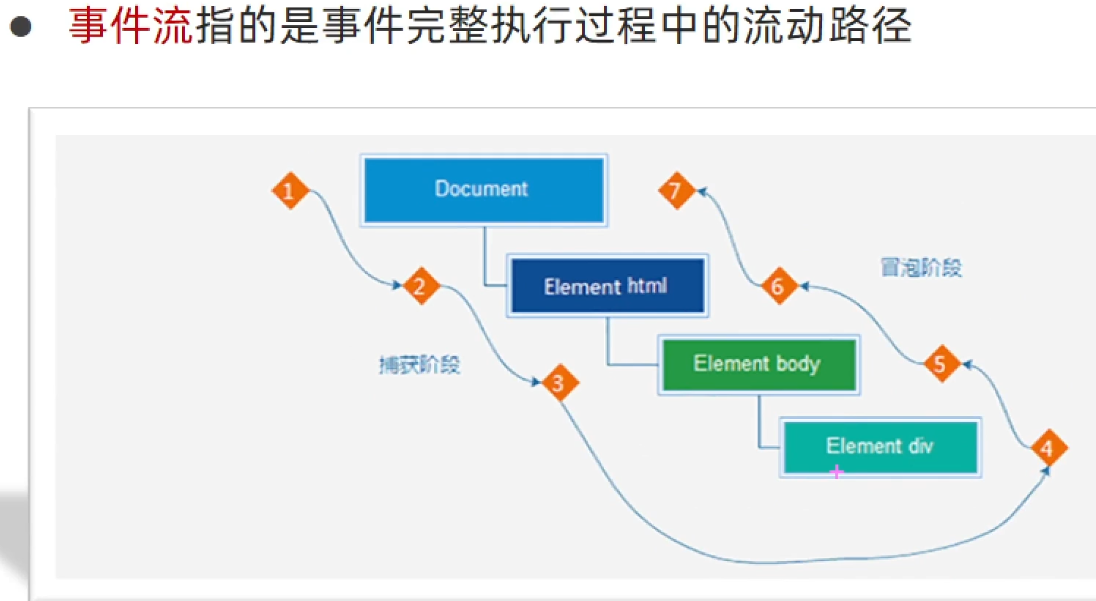 ● 事件流指的是事件完整执行过程中的流动路径
1
Document
7
2
Element html
6
冒泡阶段
捕获阶段
3
Element body
5
Element div
4